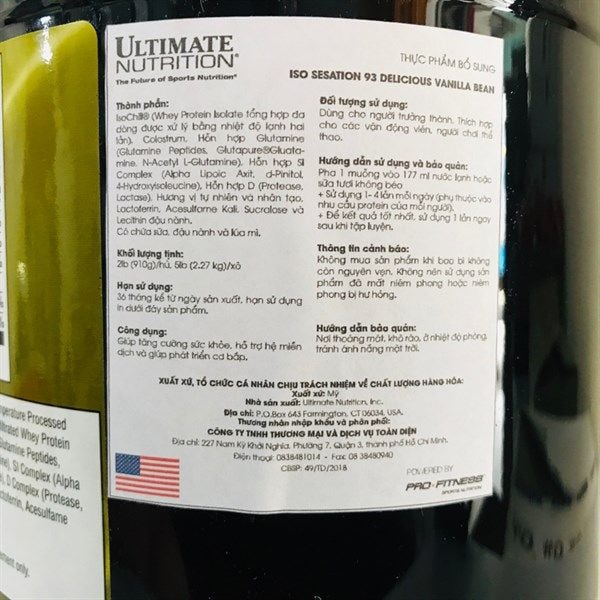 ULTIMATE
NUTRITION®
The Future of Sports Nutrition®
THỰC PHẨM BỔ SUNG
ISO SESATION 93 DELICIOUS VANILLA BEAN
Thành phần:
IsoChill® (Whey Protein Isolate tổng hợp đa
dòng được xử lý bằng nhiệt độ lạnh hai
lần), Colostrum, Hỗn hợp Glutamine
(Glutamine Peptides, Glutapure®Gluata-
mine, N-Acetyl L-Glutamine), Hỗn hợp SI
Complex (Alpha Lipoic Axit, d-Pinitol,
4-Hydroxyisoleucine), Hỗn hợp D (Protease,
Lactase). Hương vị tự nhiên và nhân tạo,
Lactoferrin, Acesulfame Kali, Sucralose và
Lecithin đậu nành.
Có chứa sữa, đậu nành và lúa mì.
Khối lượng tịnh:
2lb (910g)/hủ, 5lb (2.27 kg)/xô
Hạn sử dụng:
36 tháng kể từ ngày sản xuất, hạn sử dụng
in dưới đáy sản phẩm.
Công dụng:
Giúp tăng cường sức khỏe, hỗ trợ hệ miễn
dịch và giúp phát triển cơ bắp.
Đối tượng sử dụng:
Dùng cho người trưởng thành. Thích hợp
cho các vận động viên, người chơi thể
thao.
Hướng dẫn sử dụng và bảo quản:
Pha 1 muỗng vào 177 ml nước lạnh hoặc
sữa tươi không béo
+ Sử dụng 1- 4 lần mỗi ngày (phụ thuộc vào
nhu cầu protein của mỗi người).
+ Để kết quả tốt nhất, sử dụng 1 lần ngay
sau khi tập luyện.
Thông tin cảnh báo:
Không mua sản phẩm khi bao bì không
còn nguyên vẹn. Không nên sử dụng sản
phẩm đã mất niêm phong hoặc niêm
phong bị hư hỏng.
Hướng dẫn bảo quản:
Nơi thoáng mát, khô ráo, ở nhiệt độ phòng,
tránh ánh nắng mặt trời.
XUẤT XỨ, TỔ CHỨC CÁ NHÂN CHỊU TRÁCH NHIỆM VỀ CHẤT LƯỢNG HÀNG HÓA:
Xuất xứ: Mỹ
Nhà sản xuất: Ultimate Nutrition, Inc.
Địa chỉ: P.O.Box 643 Farmington, CT 06034, USA.
Thương nhân nhập khẩu và phân phối:
CÔNG TY TNHH THƯƠNG MẠI VÀ DỊCH VỤ TOÀN DIỆN
Địa chỉ: 227 Nam Kỳ Khởi Nghĩa, Phường 7, Quận 3, thành phố Hồ Chí Minh.
Điện thoại: 0838481014 - Fax: 08 38480940
CBSP: 49/TD/2018
POWERED BY
PRO-FITNESS
SPORTS NUTRITION
perature Processed
iltrated Whey Protein
lutamine Peptides,
ne), SI Complex (Alpha
), D Complex (Protease,
ctoferrin, Acesulfame
ement only.